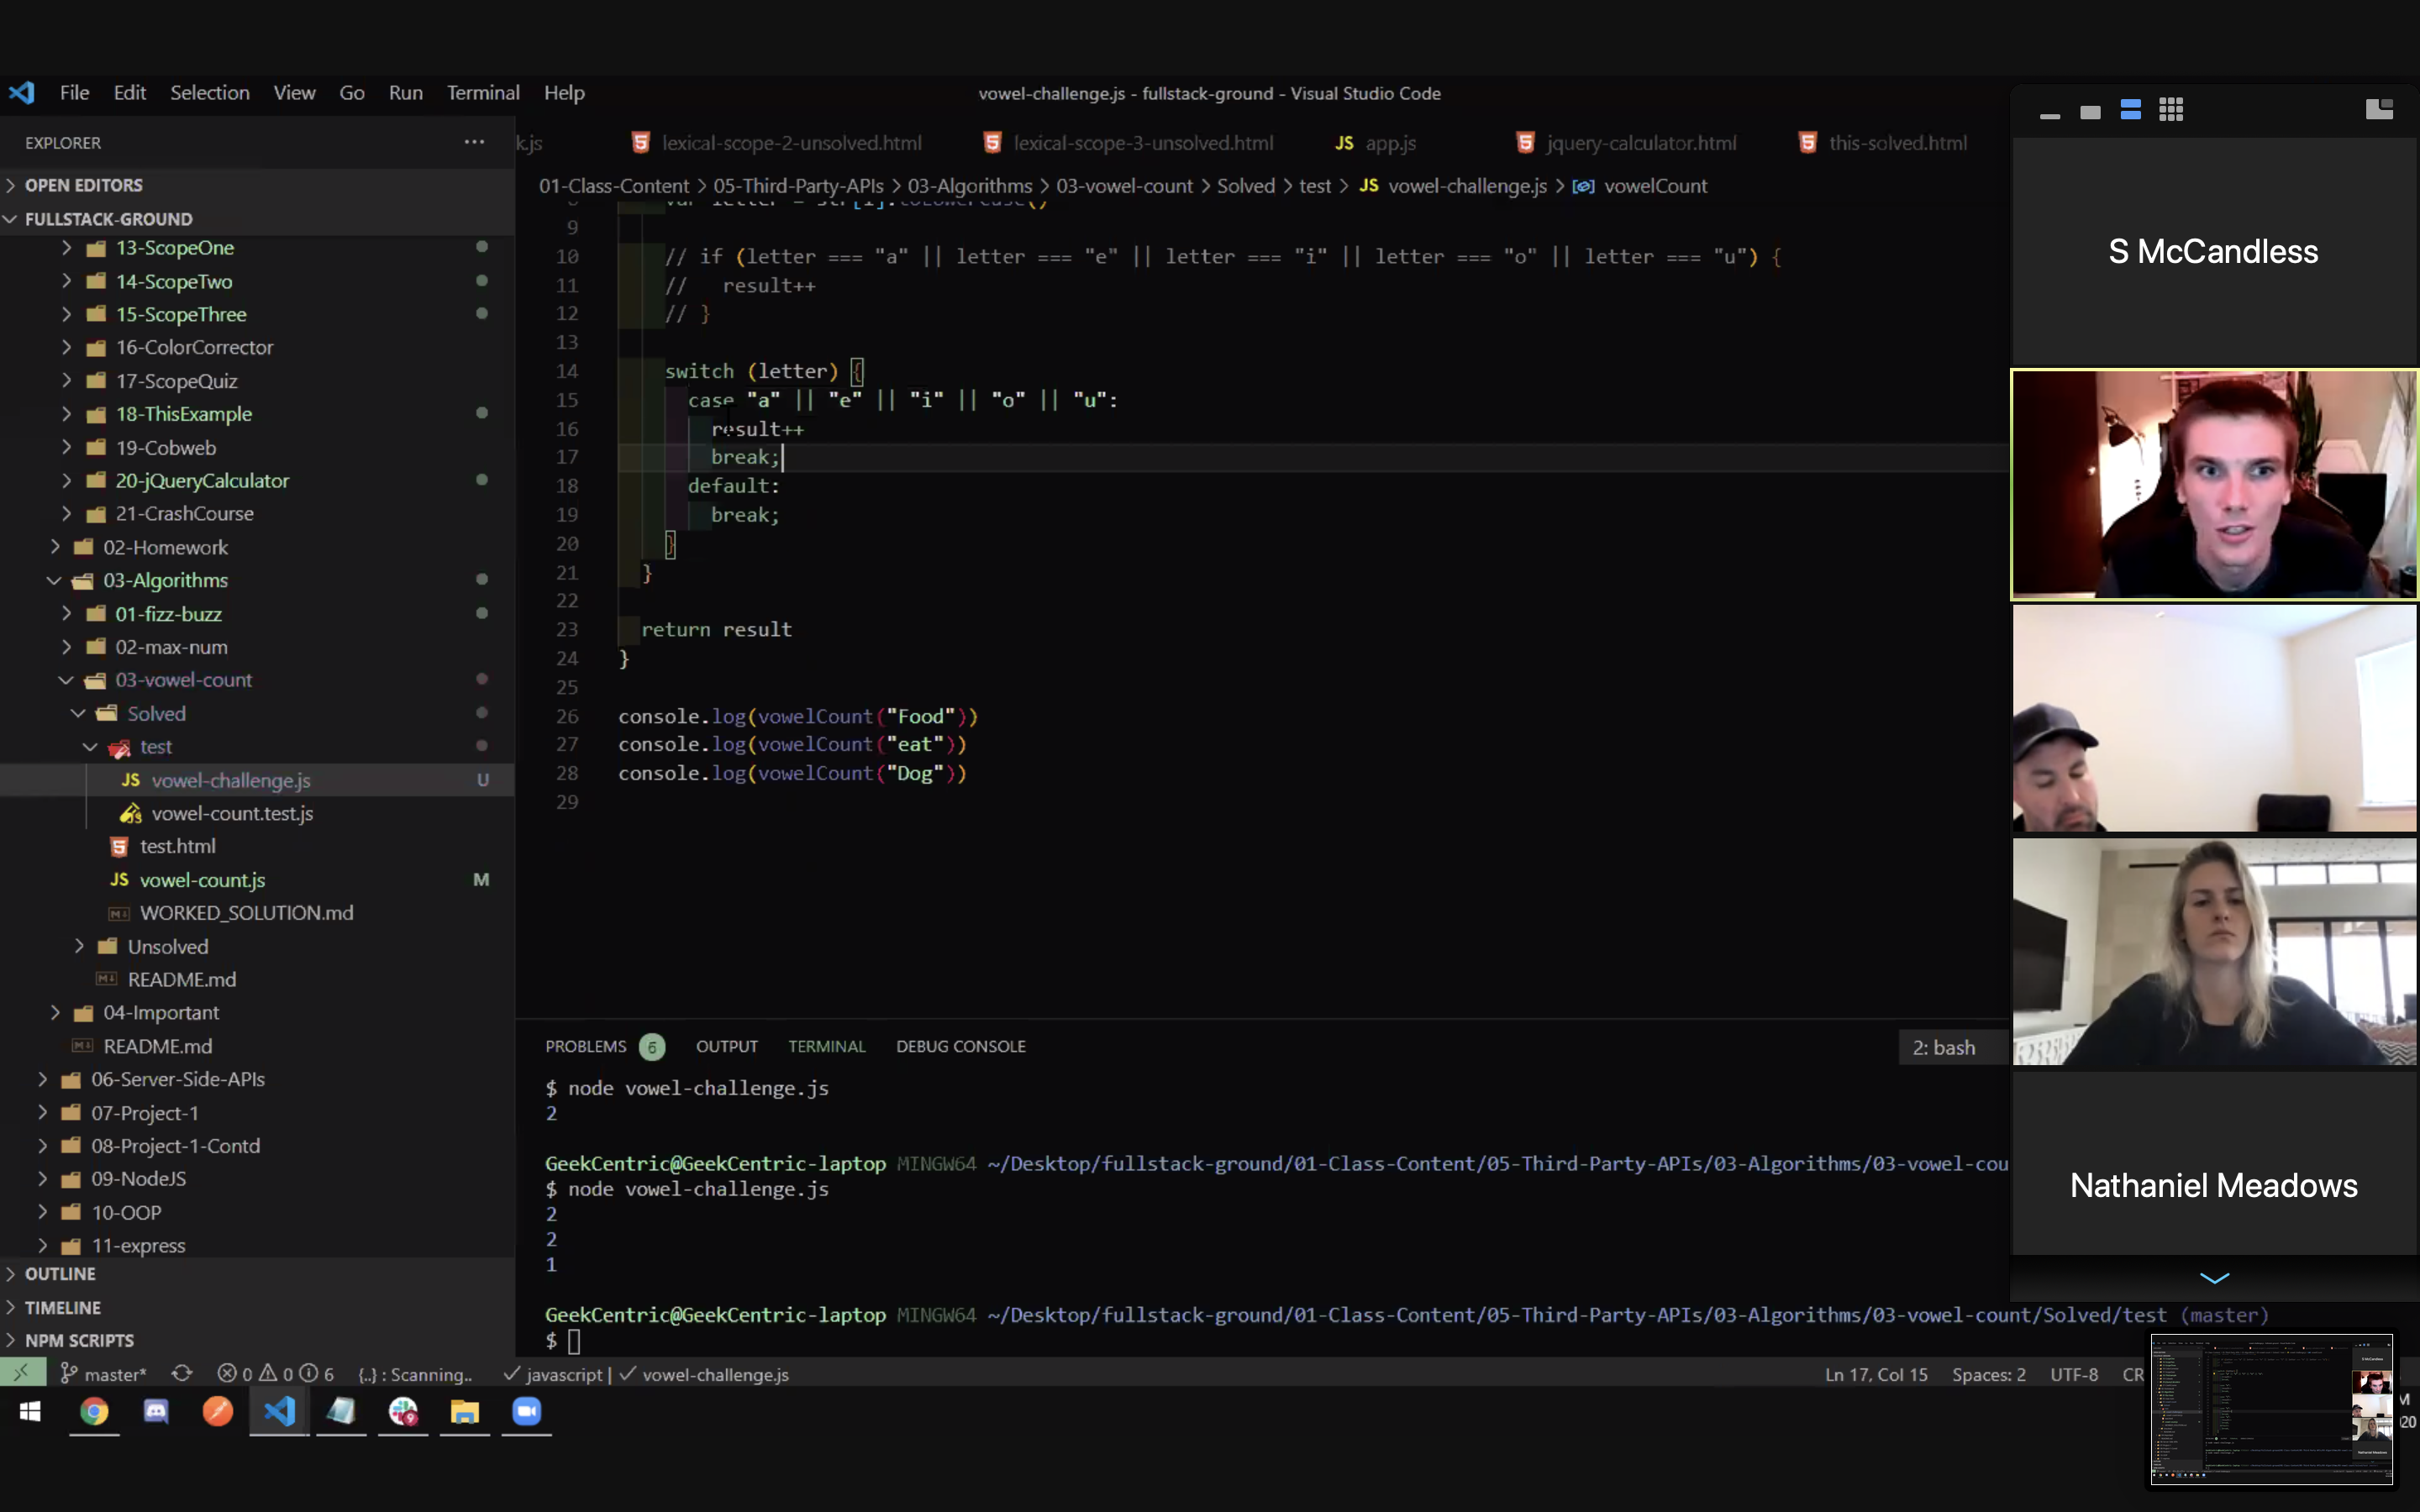 File Edit Selection View Go Run Terminal Help
vowel-challenge.js - fullstack-ground - Visual Studio Code
EXPLORER
OPEN EDITORS
FULLSTACK-GROUND
13-ScopeOne
14-ScopeTwo
15-ScopeThree
16-ColorCorrector
17-ScopeQuiz
18-ThisExample
19-Cobweb
20-jQueryCalculator
21-CrashCourse
02-Homework
03-Algorithms
01-fizz-buzz
02-max-num
03-vowel-count
Solved
test
JS vowel-challenge.js U
vowel-count.test.js
test.html
JS vowel-count.js M
WORKED_SOLUTION.md
Unsolved
README.md
04-Important
README.md
06-Server-Side-APIs
07-Project-1
08-Project-1-Contd
09-NodeJS
10-OOP
11-express
OUTLINE
TIMELINE
NPM SCRIPTS
k.js lexical-scope-2-unsolved.html lexical-scope-3-unsolved.html JS app.js jquery-calculator.html this-solved.html
01-Class-Content > 05-Third-Party-APIs > 03-Algorithms > 03-vowel-count > Solved > test > JS vowel-challenge.js > vowelCount
8 var letter = str[i].toLowerCase()
9
10 // if (letter === "a" || letter === "e" || letter === "i" || letter === "o" || letter === "u") {
11 //   result++
12 // }
13
14 switch (letter) {
15 case "a" || "e" || "i" || "o" || "u":
16 result++
17 break;
18 default:
19 break;
20 }
21 }
22
23 return result
24 }
25
26 console.log(vowelCount("Food"))
27 console.log(vowelCount("eat"))
28 console.log(vowelCount("Dog"))
29
PROBLEMS 6 OUTPUT TERMINAL DEBUG CONSOLE 2: bash
$ node vowel-challenge.js
2
GeekCentric@GeekCentric-laptop MINGW64 ~/Desktop/fullstack-ground/01-Class-Content/05-Third-Party-APIs/03-Algorithms/03-vowel-cou
$ node vowel-challenge.js
2
2
1
GeekCentric@GeekCentric-laptop MINGW64 ~/Desktop/fullstack-ground/01-Class-Content/05-Third-Party-APIs/03-Algorithms/03-vowel-count/Solved/test (master)
$
master* 0 0 6 {..} : Scanning.. javascript | vowel-challenge.js Ln 17, Col 15 Spaces: 2 UTF-8 CR
S McCandless
Nathaniel Meadows
9
M
20